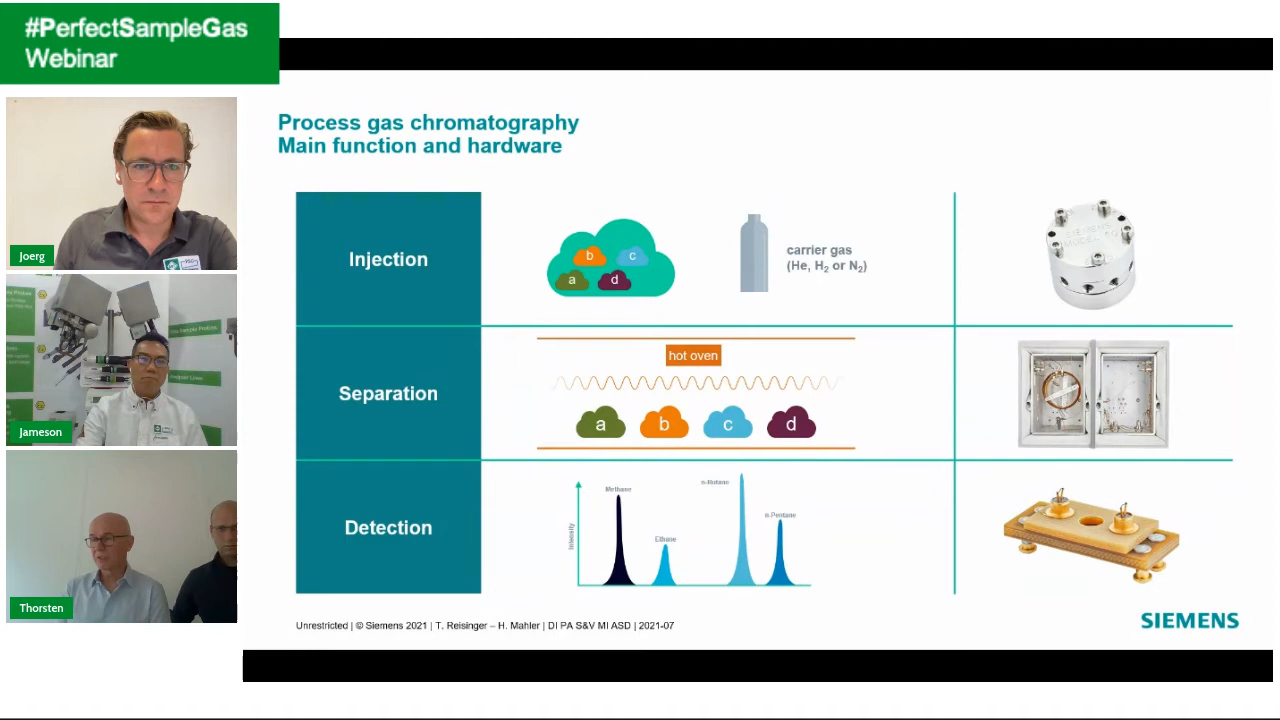 #PerfectSampleGas
Webinar
Joerg
Jameson
Thorsten
Process gas chromatography
Main function and hardware
Injection
a
b
c
d
carrier gas
(He, H₂ or N₂)
SIEMENS
Separation
hot oven
a b c d
Detection
Intensity
Methane
Ethane
n-Butane
n-Pentane
Unrestricted | © Siemens 2021 | T. Reisinger – H. Mahler | DI PA S&V MI ASD | 2021-07
SIEMENS